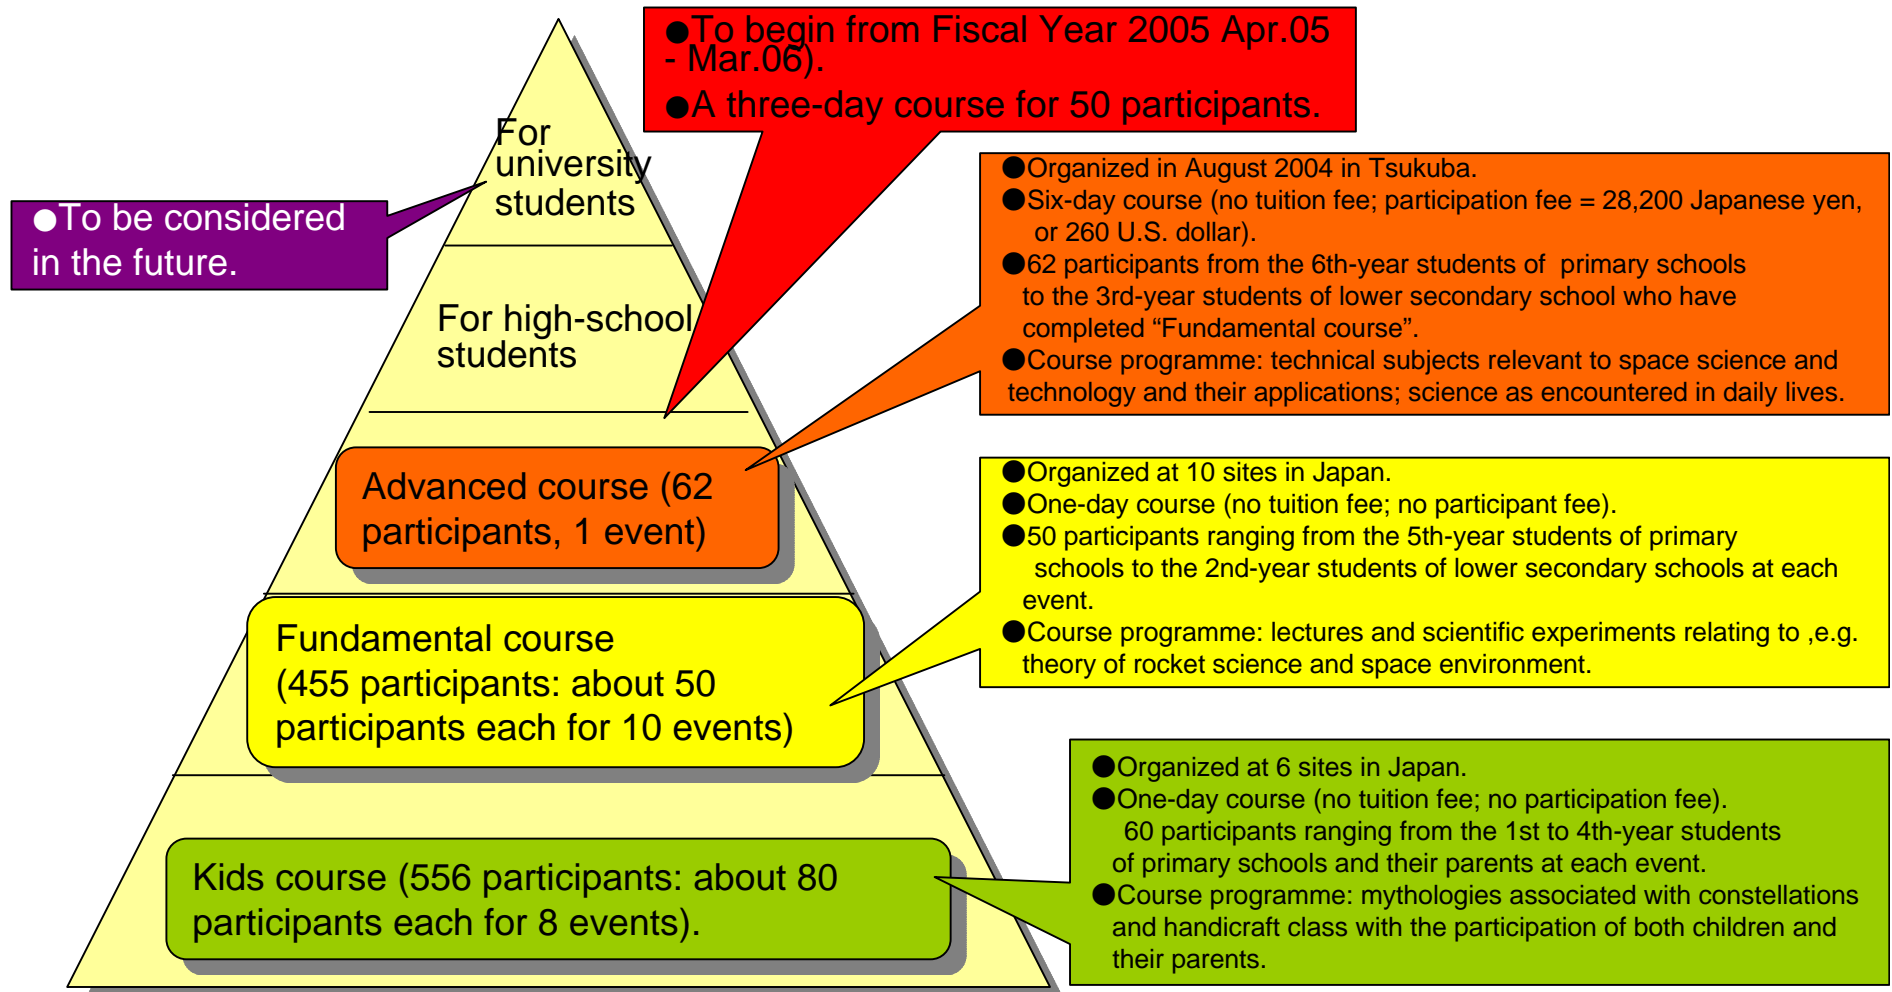 ●To begin from Fiscal Year 2005 Apr.05
- Mar.06).
●A three-day course for 50 participants.
For
university
students
●To be considered
in the future.
●Organized in August 2004 in Tsukuba.
●Six-day course (no tuition fee; participation fee = 28,200 Japanese yen,
or 260 U.S. dollar).
●62 participants from the 6th-year students of primary schools
to the 3rd-year students of lower secondary school who have
completed “Fundamental course”.
●Course programme: technical subjects relevant to space science and
technology and their applications; science as encountered in daily lives.
For high-school
students
Advanced course (62
participants, 1 event)
●Organized at 10 sites in Japan.
●One-day course (no tuition fee; no participant fee).
●50 participants ranging from the 5th-year students of primary
schools to the 2nd-year students of lower secondary schools at each
event.
●Course programme: lectures and scientific experiments relating to ,e.g.
theory of rocket science and space environment.
Fundamental course
(455 participants: about 50
participants each for 10 events)
●Organized at 6 sites in Japan.
●One-day course (no tuition fee; no participation fee).
60 participants ranging from the 1st to 4th-year students
of primary schools and their parents at each event.
●Course programme: mythologies associated with constellations
and handicraft class with the participation of both children and
their parents.
Kids course (556 participants: about 80
participants each for 8 events).